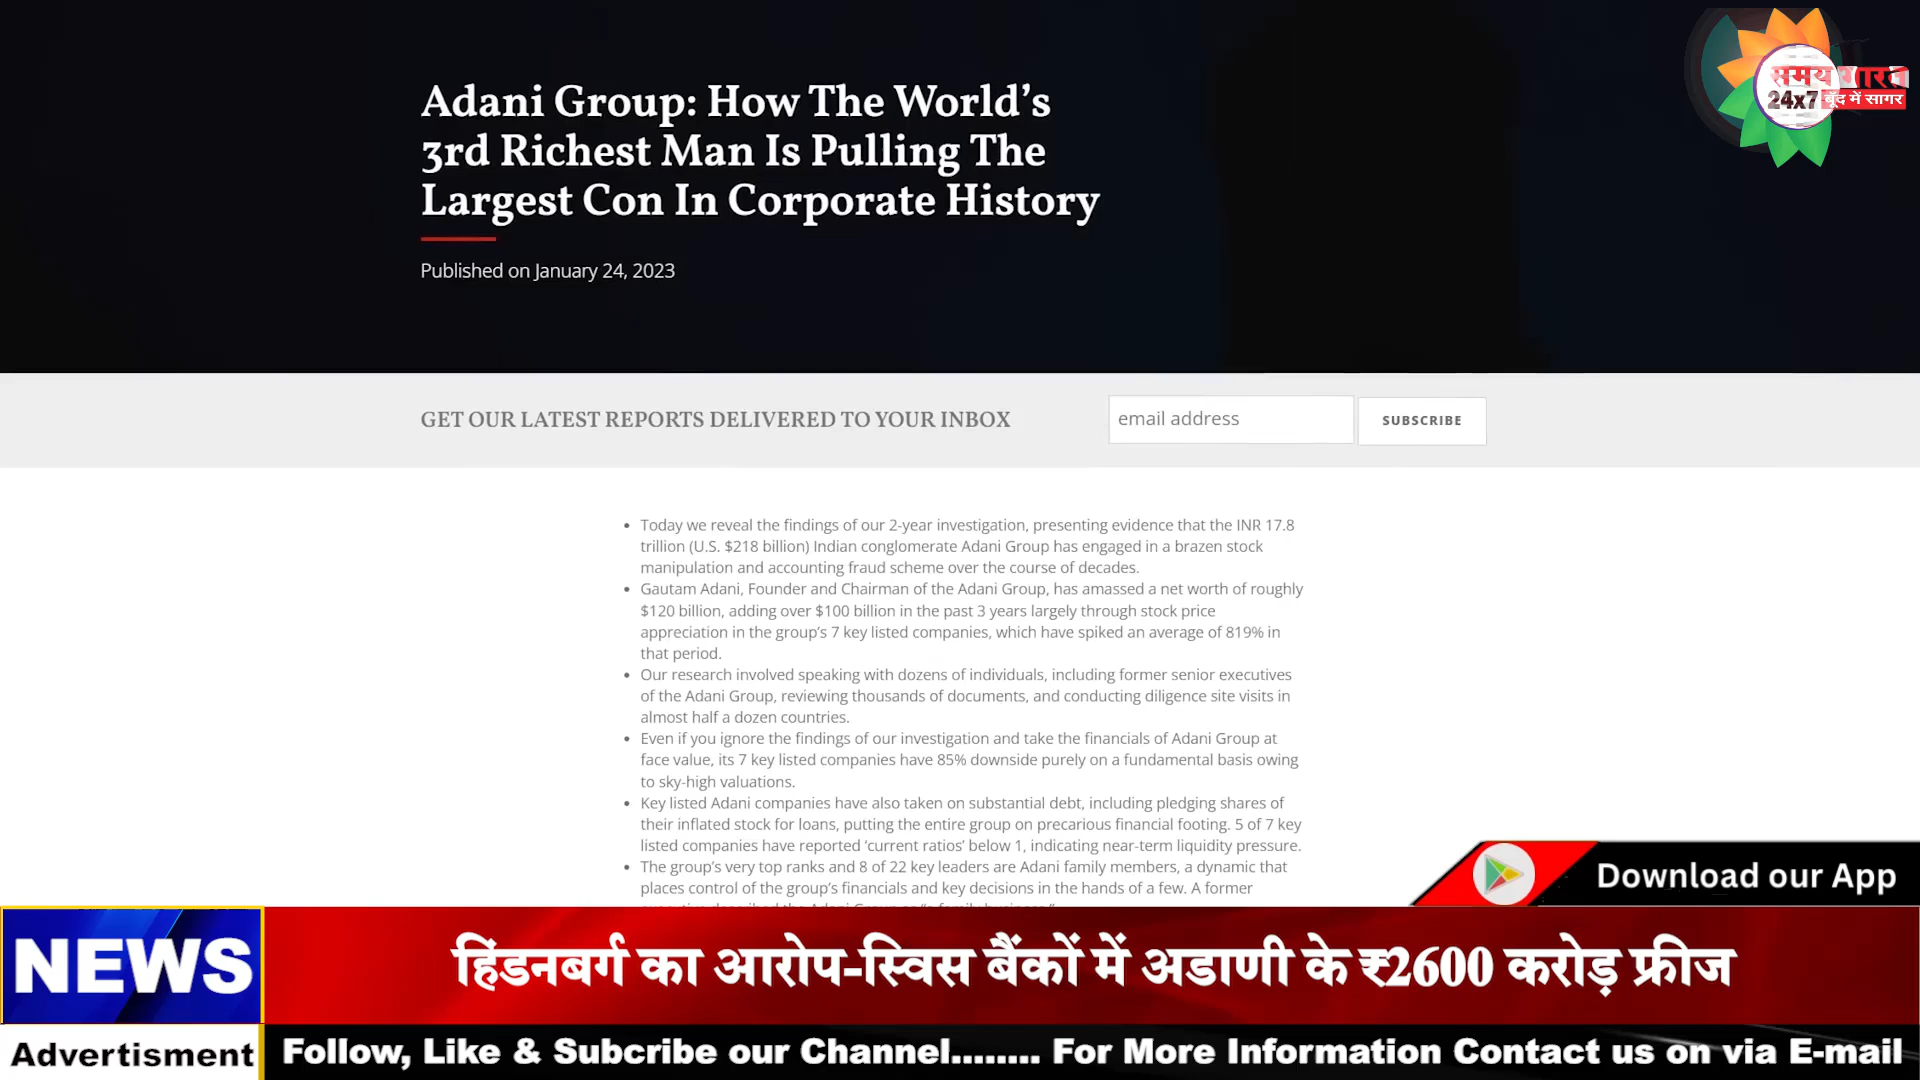 Adani Group: How The World's
3rd Richest Man Is Pulling The
Largest Con In Corporate History
Published on January 24, 2023
समय भारत
24x7 बूँद में सागर
GET OUR LATEST REPORTS DELIVERED TO YOUR INBOX
email address
SUBSCRIBE
• Today we reveal the findings of our 2-year investigation, presenting evidence that the INR 17.8
trillion (U.S. $218 billion) Indian conglomerate Adani Group has engaged in a brazen stock
manipulation and accounting fraud scheme over the course of decades.
• Gautam Adani, Founder and Chairman of the Adani Group, has amassed a net worth of roughly
$120 billion, adding over $100 billion in the past 3 years largely through stock price
appreciation in the group's 7 key listed companies, which have spiked an average of 819% in
that period.
• Our research involved speaking with dozens of individuals, including former senior executives
of the Adani Group, reviewing thousands of documents, and conducting diligence site visits in
almost half a dozen countries.
• Even if you ignore the findings of our investigation and take the financials of Adani Group at
face value, its 7 key listed companies have 85% downside purely on a fundamental basis owing
to sky-high valuations.
• Key listed Adani companies have also taken on substantial debt, including pledging shares of
their inflated stock for loans, putting the entire group on precarious financial footing. 5 of 7 key
listed companies have reported 'current ratios' below 1, indicating near-term liquidity pressure.
• The group's very top ranks and 8 of 22 key leaders are Adani family members, a dynamic that
places control of the group's financials and key decisions in the hands of a few. A former
Download our App
NEWS
हिंडनबर्ग का आरोप-स्विस बैंकों में अडाणी के ₹2600 करोड़ फ्रीज
Advertisment
Follow, Like & Subcribe our Channel........ For More Information Contact us on via E-mail